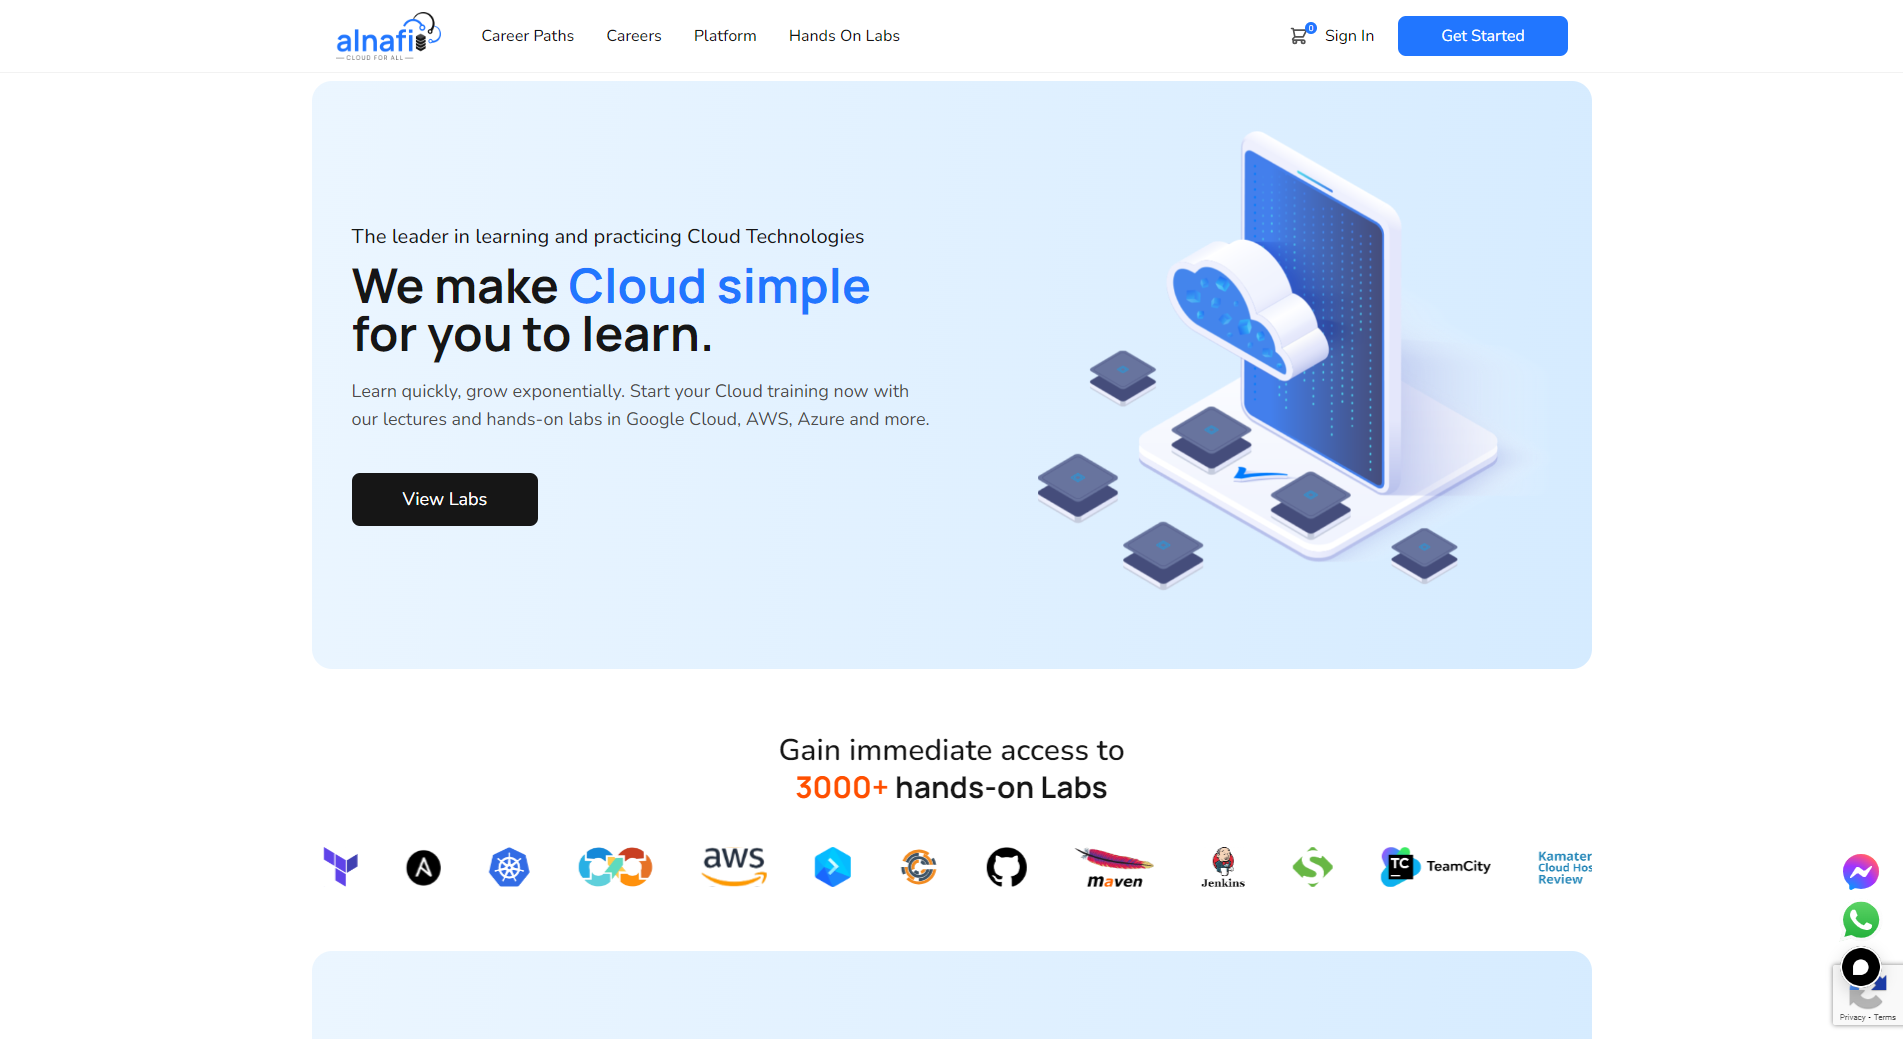 alnafi
CLOUD FOR ALL
Career Paths
Careers
Platform
Hands On Labs
0
Sign In
Get Started
The leader in learning and practicing Cloud Technologies
We make Cloud simple
for you to learn.
Learn quickly, grow exponentially. Start your Cloud training now with
our lectures and hands-on labs in Google Cloud, AWS, Azure and more.
View Labs
Gain immediate access to
3000+ hands-on Labs
A
aws
maven
Jenkins
S
TC
TeamCity
Kamater
Cloud Hos
Review
Privacy - Terms